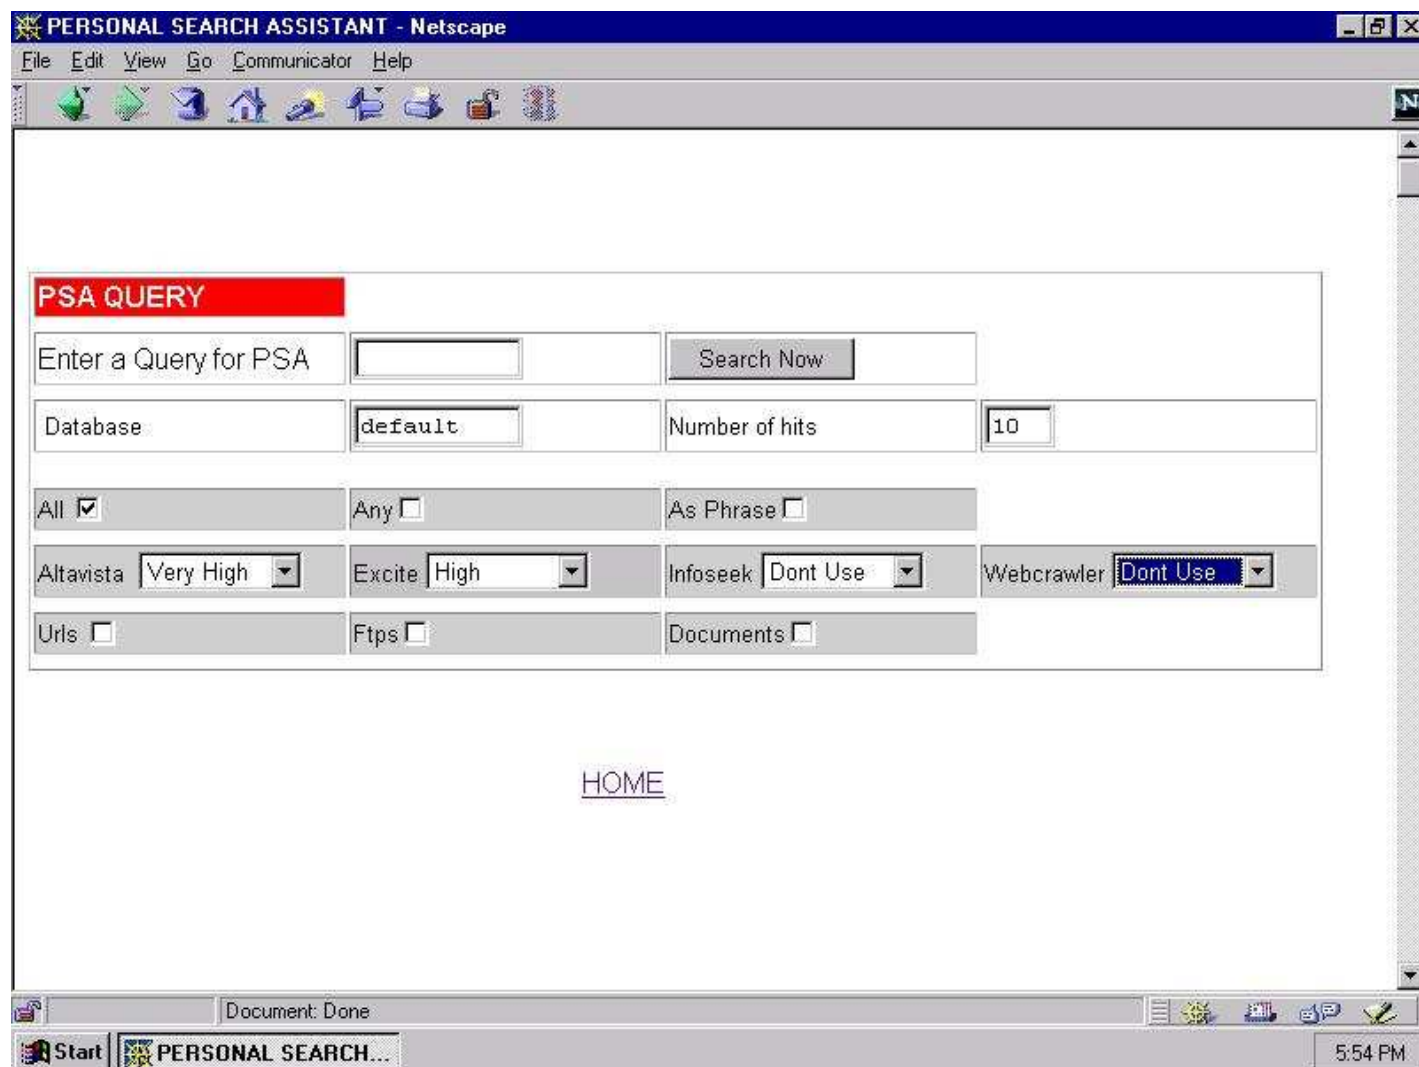 PERSONAL SEARCH ASSISTANT - Netscape
File Edit View Go Communicator Help
N
PSA QUERY
Enter a Query for PSA Search Now
Database default Number of hits 10
All Any As Phrase
Altavista Very High Excite High Infoseek Dont Use Webcrawler Dont Use
Urls Ftps Documents
HOME
Document: Done
Start PERSONAL SEARCH... 5:54 PM